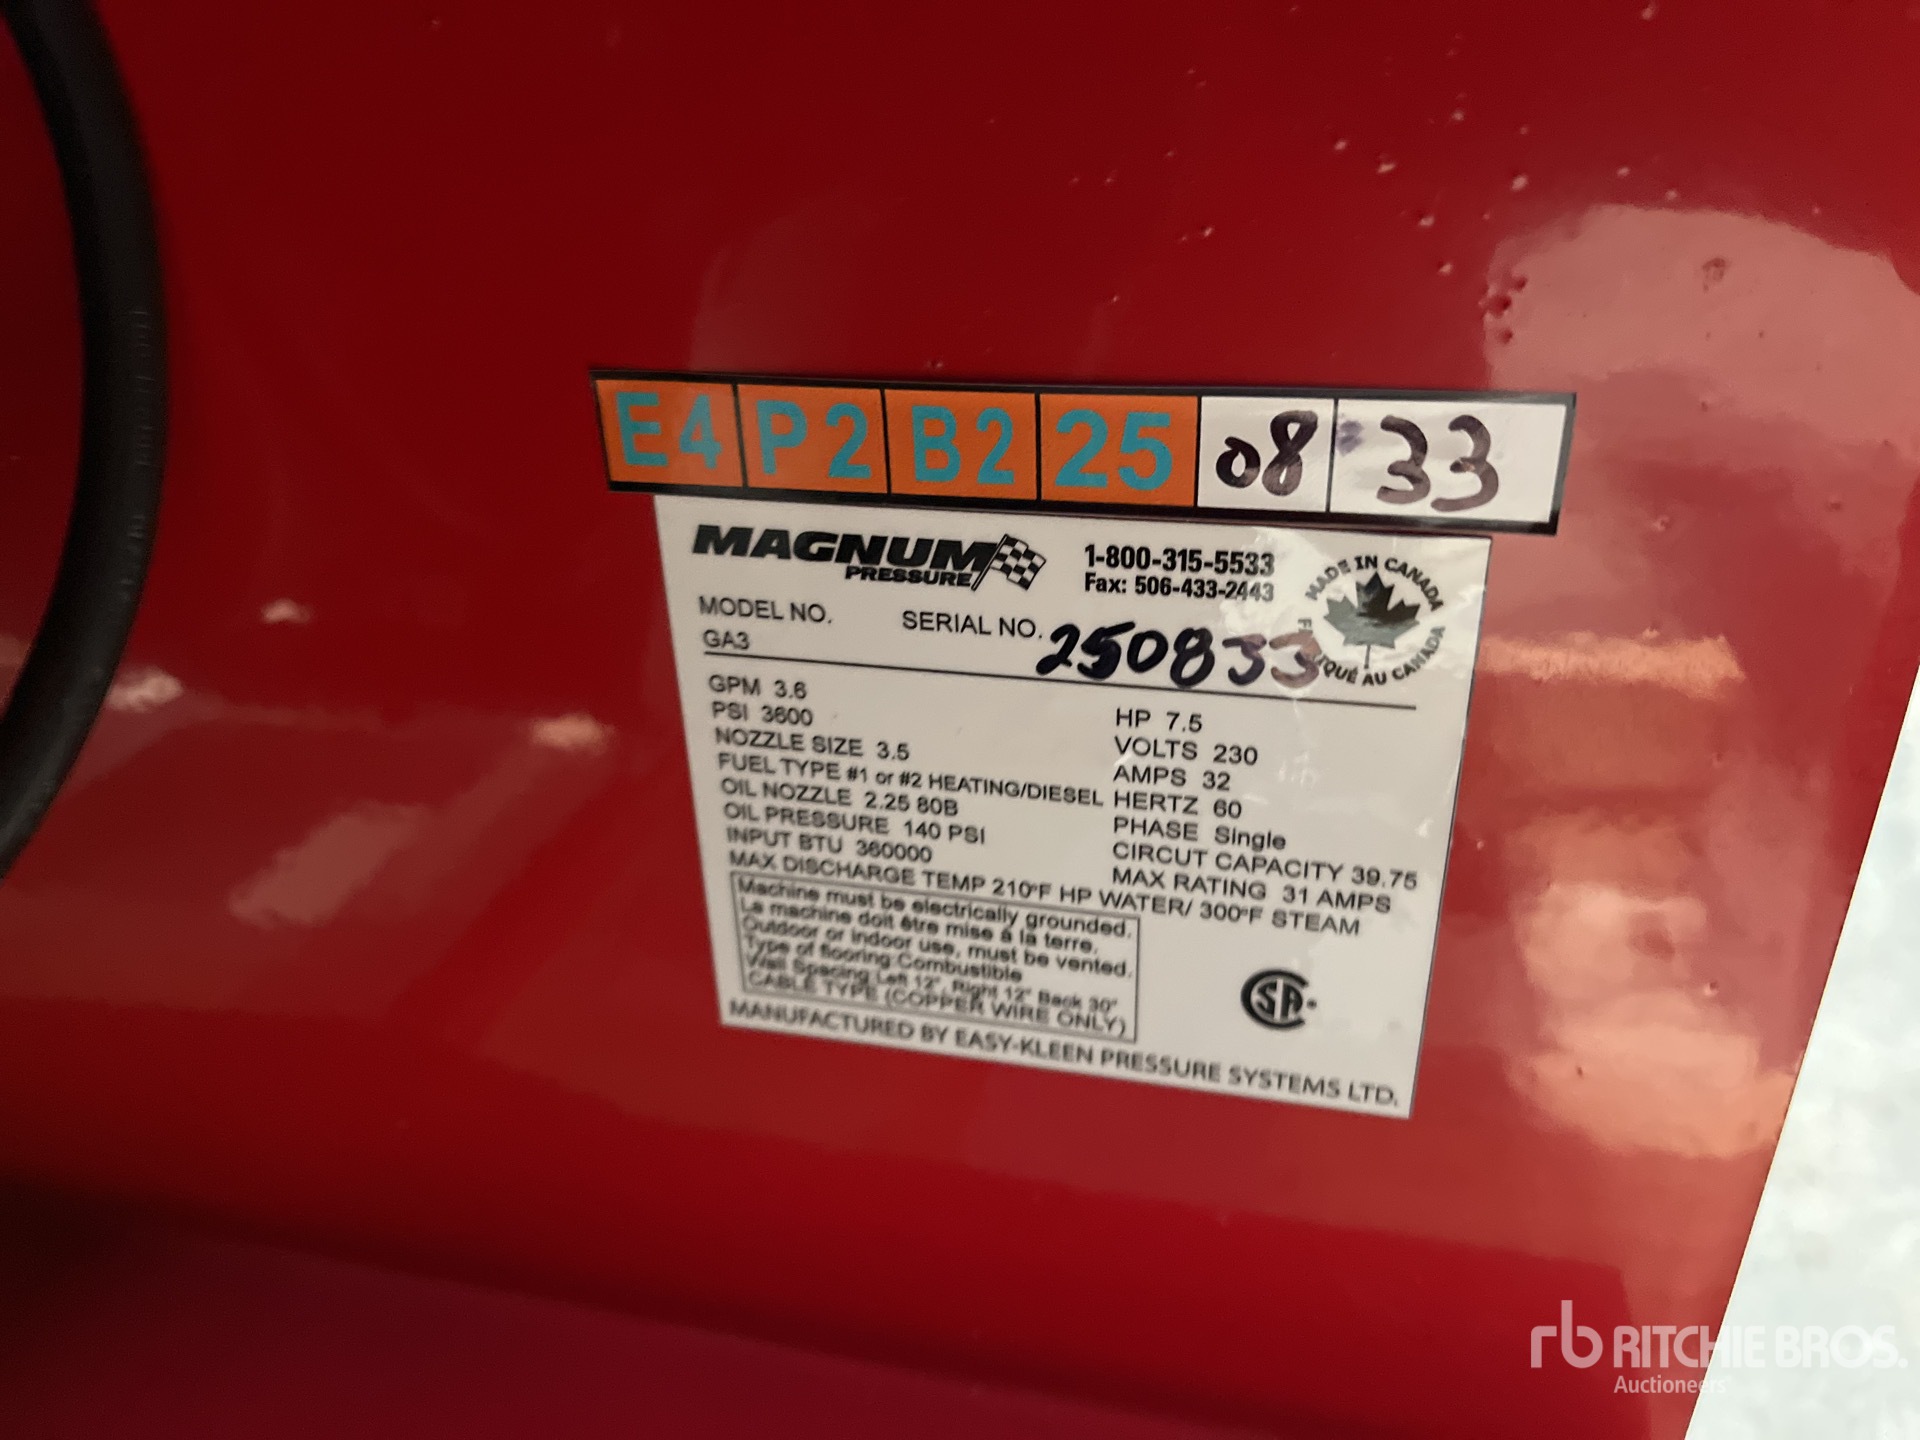 E4 P2 B2 25 08 33
MAGNUM
PRESSURE
1-800-315-5533
Fax: 506-433-2443
MADE IN CANADA
QUÉ AU CANADA
MODEL NO.
GA3
SERIAL NO. 250833
GPM 3.6
PSI 3600
NOZZLE SIZE 3.5
FUEL TYPE #1 or #2 HEATING/DIESEL
OIL NOZZLE 2.25 80B
OIL PRESSURE 140 PSI
INPUT BTU 360000
HP 7.5
VOLTS 230
AMPS 32
HERTZ 60
PHASE Single
CIRCUT CAPACITY 39.75
MAX RATING 31 AMPS
MAX DISCHARGE TEMP 210°F HP WATER/ 300°F STEAM
Machine must be electrically grounded.
La machine doit être mise à la terre.
Outdoor or indoor use, must be vented.
Type of flooring: Combustible
Wall Spacing Left 12", Right 12" Back 30"
CABLE TYPE (COPPER WIRE ONLY)
MANUFACTURED BY EASY-KLEEN PRESSURE SYSTEMS LTD.
rb RITCHIE BROS.
Auctioneers